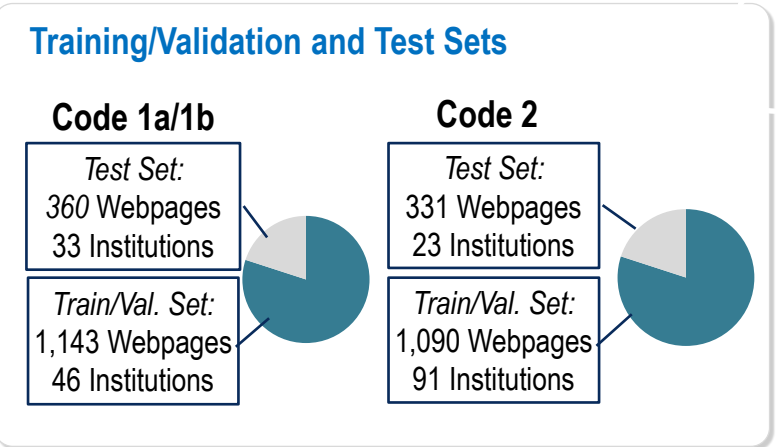 Training/Validation and Test Sets
Code 1a/1b
Test Set:
360 Webpages
33 Institutions
Train/Val. Set:
1,143 Webpages
46 Institutions
Code 2
Test Set:
331 Webpages
23 Institutions
Train/Val. Set:
1,090 Webpages
91 Institutions